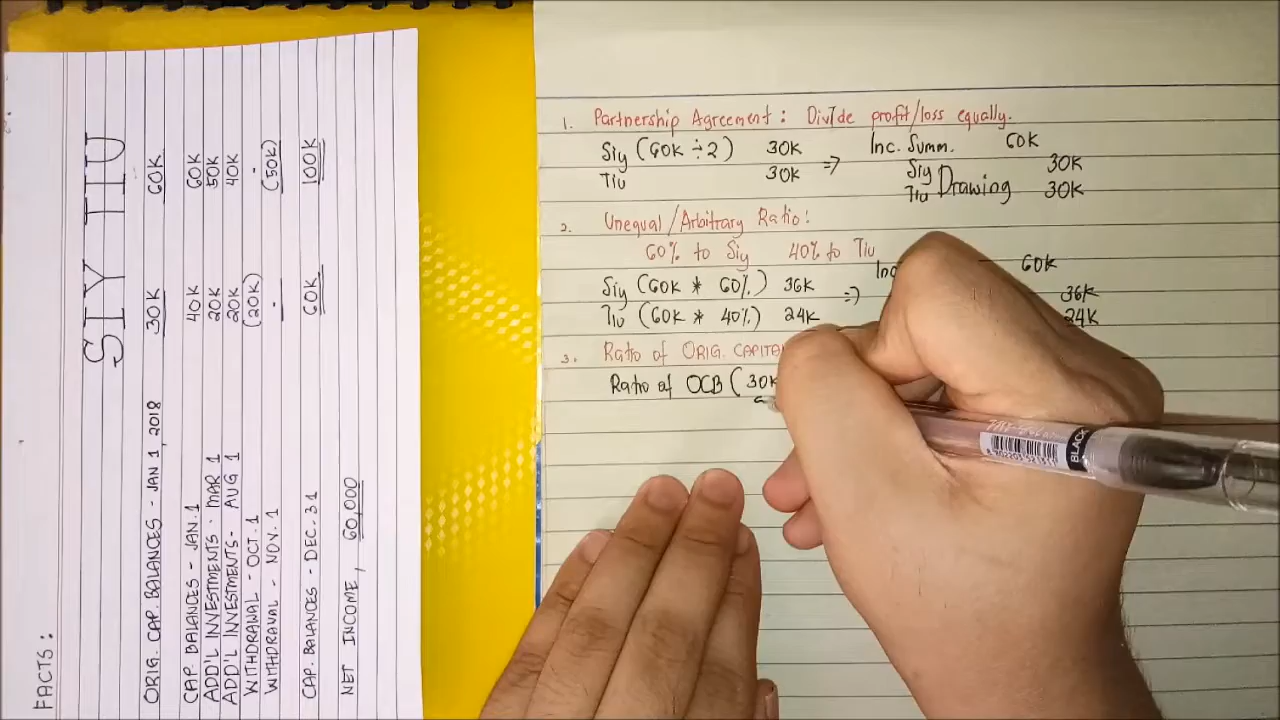 FACTS:
SIY TIU
ORIG. CAP. BALANCES - JAN 1, 2018 30K 60K
CAP. BALANCES - JAN. 1 40K 60K
ADD'L INVESTMENTS - MAR 1 20K 50K
ADD'L INVESTMENTS - AUG 1 20K 40K
WITHDRAWAL - OCT. 1 (20K) -
WITHDRAWAL - NOV. 1 - (50K)
CAP. BALANCES - DEC. 31 60K 100K
NET INCOME, 60,000
1. Partnership Agreement: Divide profit/loss equally.
Siy (60K ÷ 2) 30K Inc. Summ. 60K
Tiu 30K => Siy Drawing 30K
Tiu 30K
2. Unequal/Arbitrary Ratio:
60% to Siy 40% to Tiu
Siy (60K * 60%) 36K => Inc 60K
36K
Tiu (60K * 40%) 24K 24K
3. Ratio of ORIG. CAPITA
Ratio of OCB (30K
BLACK